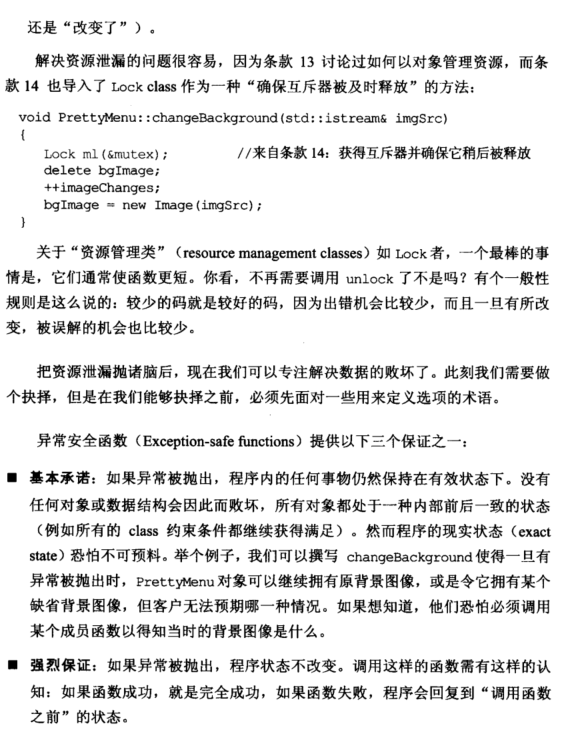 还是“改变了”）。
解决资源泄漏的问题很容易，因为条款 13 讨论过如何以对象管理资源，而条
款 14 也导入了 Lock class 作为一种“确保互斥器被及时释放”的方法：
void PrettyMenu::changeBackground(std::istream& imgSrc)
{
Lock ml(&mutex); //来自条款 14：获得互斥器并确保它稍后被释放
delete bgImage;
++imageChanges;
bgImage = new Image(imgSrc);
}
关于“资源管理类”（resource management classes）如 Lock 者，一个最棒的事
情是，它们通常使函数更短。你看，不再需要调用 unlock 了不是吗？有个一般性
规则是这么说的：较少的码就是较好的码，因为出错机会比较少，而且一旦有所改
变，被误解的机会也比较少。
把资源泄漏抛诸脑后，现在我们可以专注解决数据的败坏了。此刻我们需要做
个抉择，但是在我们能够抉择之前，必须先面对一些用来定义选项的术语。
异常安全函数（Exception-safe functions）提供以下三个保证之一：
■ 基本承诺：如果异常被抛出，程序内的任何事物仍然保持在有效状态下。没有
任何对象或数据结构会因此而败坏，所有对象都处于一种内部前后一致的状态
（例如所有的 class 约束条件都继续获得满足）。然而程序的现实状态（exact
state）恐怕不可预料。举个例子，我们可以撰写 changeBackground 使得一旦有
异常被抛出时，PrettyMenu 对象可以继续拥有原背景图像，或是令它拥有某个
缺省背景图像，但客户无法预期哪一种情况。如果想知道，他们恐怕必须调用
某个成员函数以得知当时的背景图像是什么。
■ 强烈保证：如果异常被抛出，程序状态不改变。调用这样的函数需有这样的认
知：如果函数成功，就是完全成功，如果函数失败，程序会回复到“调用函数
之前”的状态。